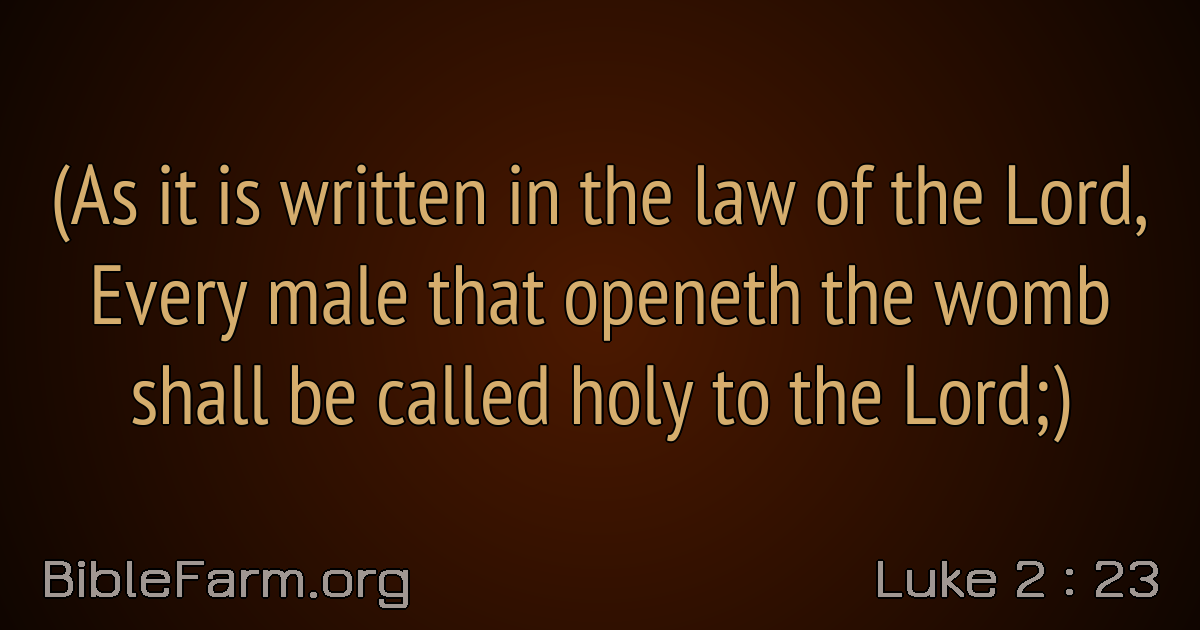 (As it is written in the law of the Lord,
Every male that openeth the womb
shall be called holy to the Lord;)
BibleFarm.org
Luke 2 : 23